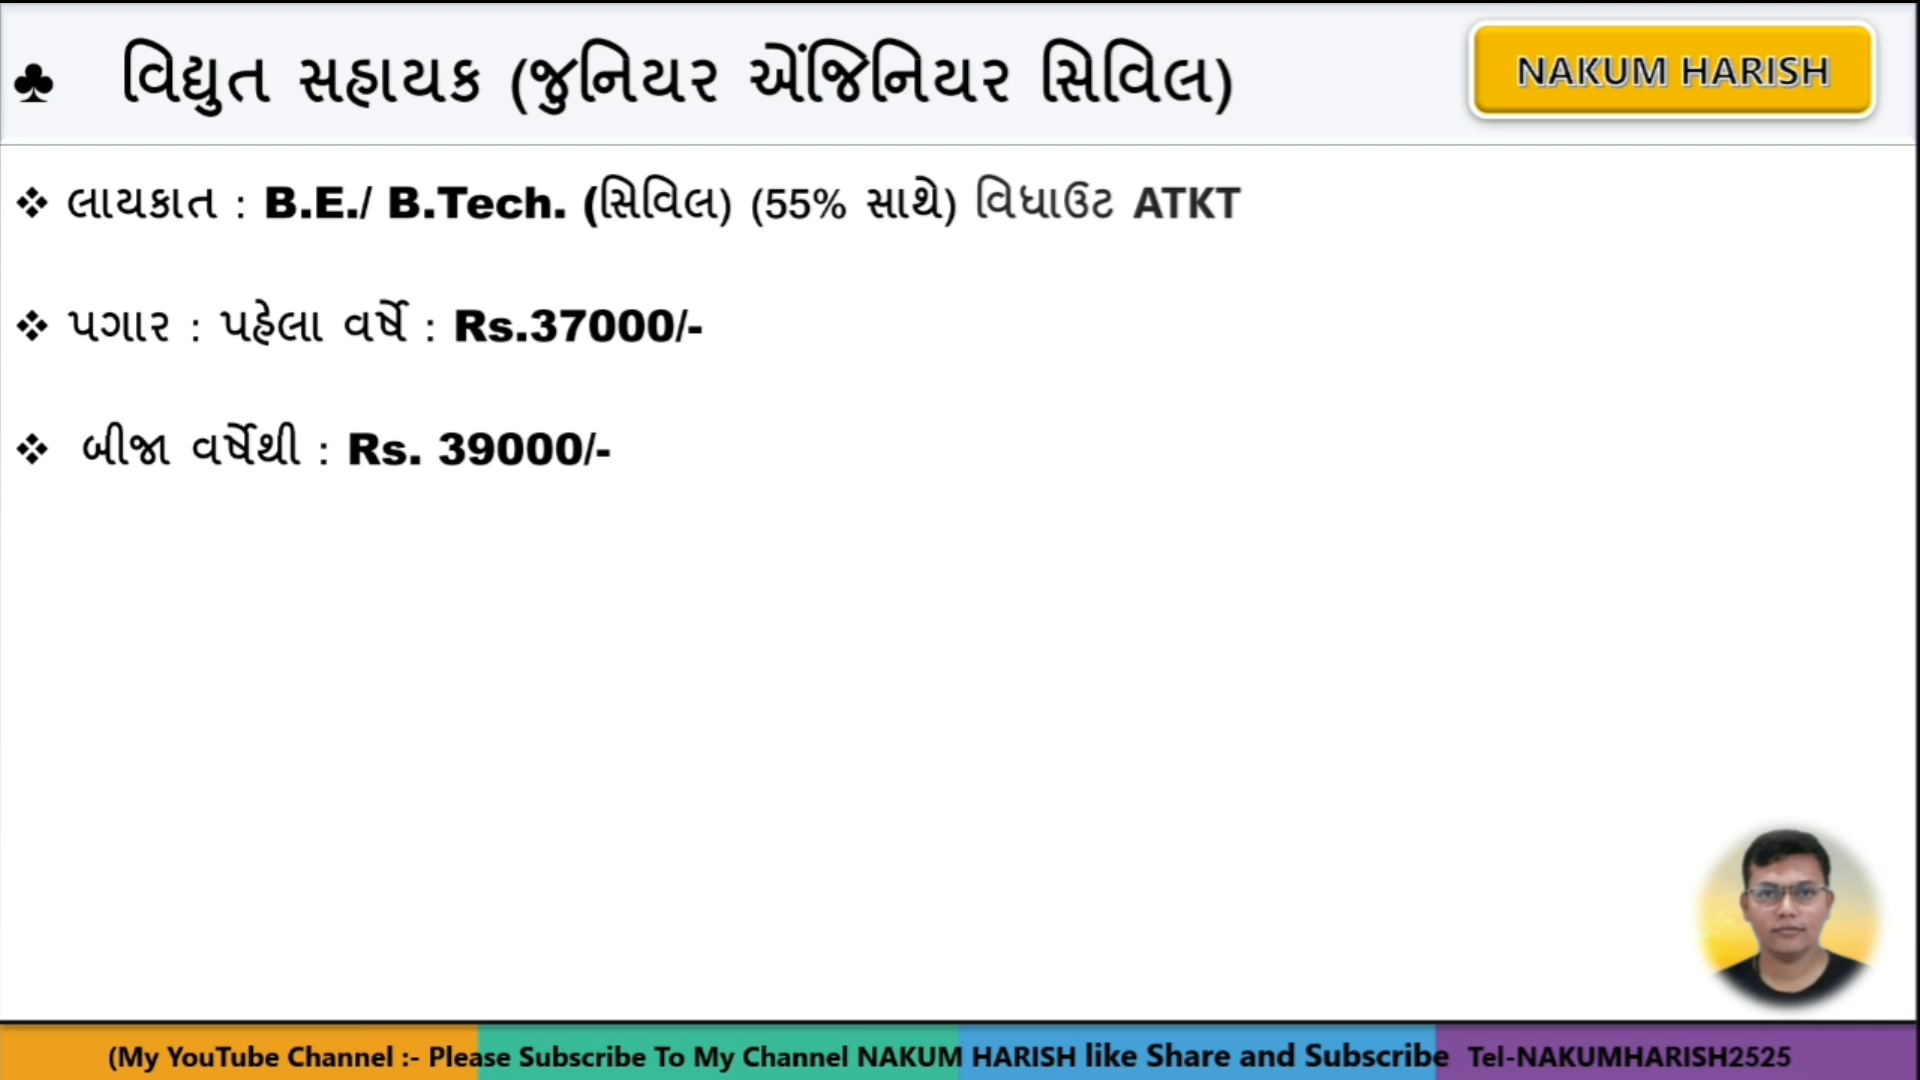 ♣ વિદ્યુત સહાયક (જુનિયર એંજિનિયર સિવિલ)
NAKUM HARISH
❖ લાયકાત : B.E./ B.Tech. (સિવિલ) (55% સાથે) વિધાઉટ ATKT
❖ પગાર : પહેલા વર્ષે : Rs.37000/-
❖ બીજા વર્ષેથી : Rs. 39000/-
(My YouTube Channel :- Please Subscribe To My Channel NAKUM HARISH like Share and Subscribe Tel-NAKUMHARISH2525